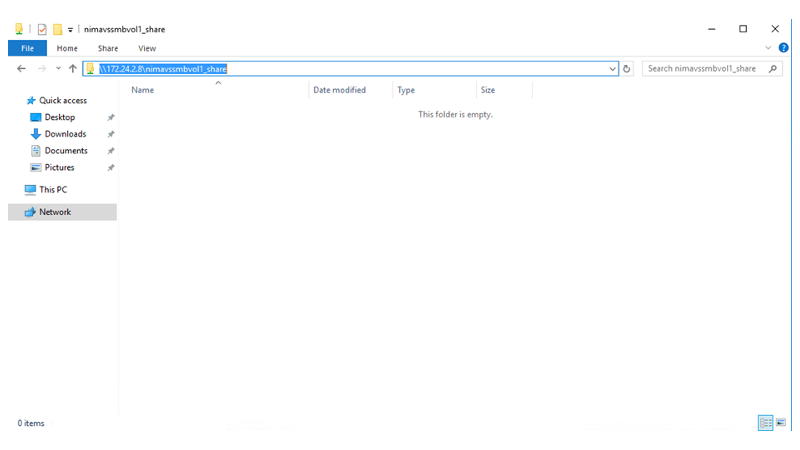 nimavssmbvol1_share
File Home Share View
\\172.24.2.8\nimavssmbvol1_share
Search nimavssmbvol1_share
Name Date modified Type Size
This folder is empty.
Quick access
Desktop
Downloads
Documents
Pictures
This PC
Network
0 items